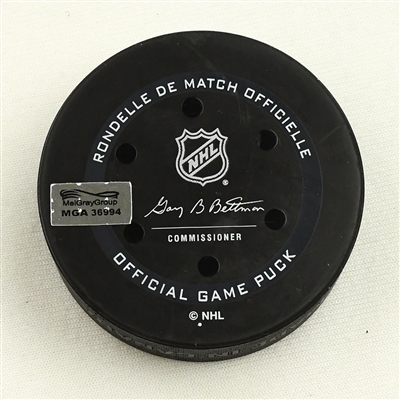 RONDELLE DE MATCH OFFICIELLE
NHL
MeiGrayGroup
MGA 36994
Gary B Bettman
COMMISSIONER
OFFICIAL GAME PUCK
© NHL